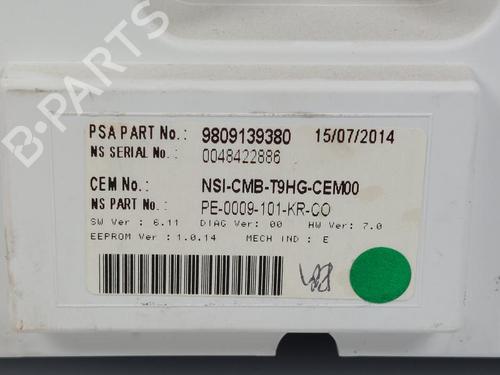 PSA PART No.: 9809139380 15/07/2014
NS SERIAL No.: 0048422886
CEM No.: NSI-CMB-T9HG-CEM00
NS PART No.: PE-0009-101-KR-CO
SW Ver : 6.11 DIAG Ver : 00 HW Ver : 7.0
EEPROM Ver : 1.0.14 MECH IND : E
B-PARTS